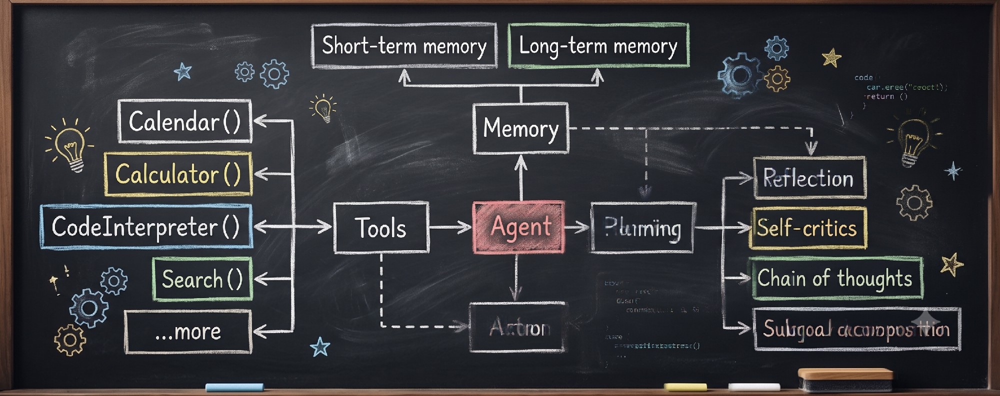 Short-term memory
Long-term memory
code
return ()
}
}
Calendar()
Memory
Calculator()
Reflection
CodeInterpreter()
Tools
Agent
Self-critics
Search()
Chain of thoughts
...more
Subgoal